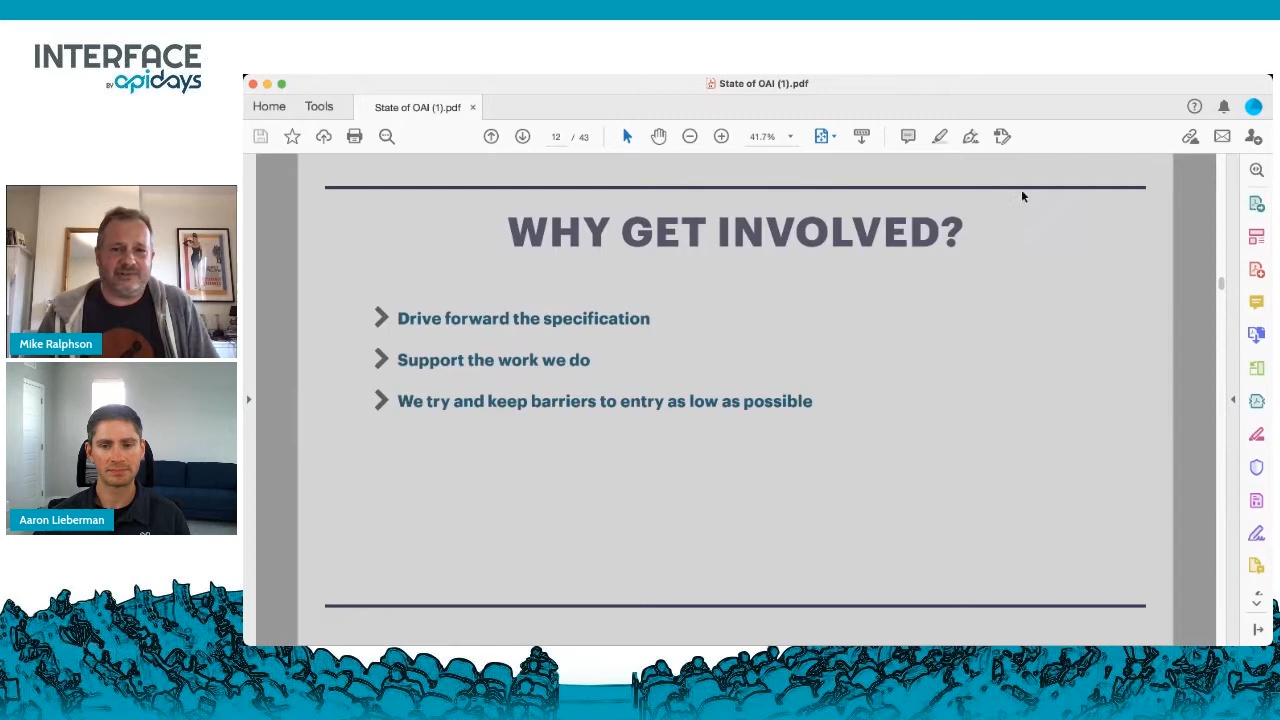 INTERFACE
BY apidays
State of OAI (1).pdf
Home
Tools
State of OAI (1).pdf
×
12 / 43
41.7%
WHY GET INVOLVED?
Drive forward the specification
Support the work we do
We try and keep barriers to entry as low as possible
Mike Ralphson
Aaron Lieberman